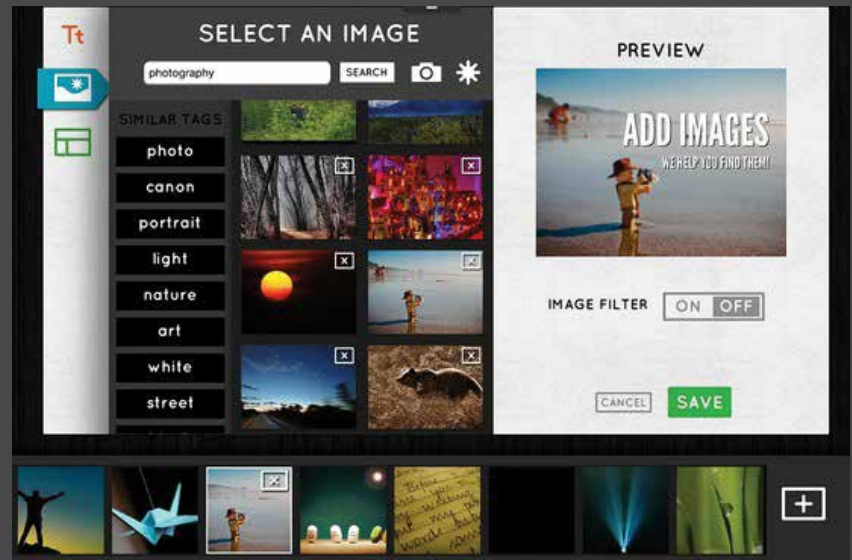 Tt
SELECT AN IMAGE
photography
SEARCH
SIMILAR TAGS
photo
canon
portrait
light
nature
art
white
street
PREVIEW
ADD IMAGES
WE HELP YOU FIND THEM!
IMAGE FILTER ON OFF
CANCEL SAVE
Before